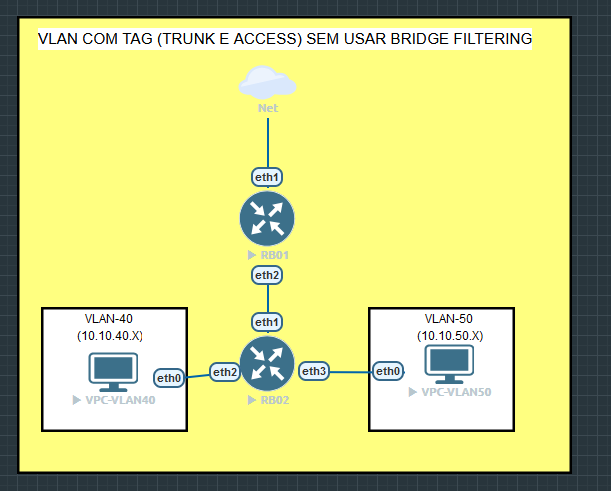 VLAN COM TAG (TRUNK E ACCESS) SEM USAR BRIDGE FILTERING
Net
eth1
RB01
eth2
eth1
VLAN-40
(10.10.40.X)
VLAN-50
(10.10.50.X)
eth0
eth2
eth3
eth0
VPC-VLAN40
RB02
VPC-VLAN50